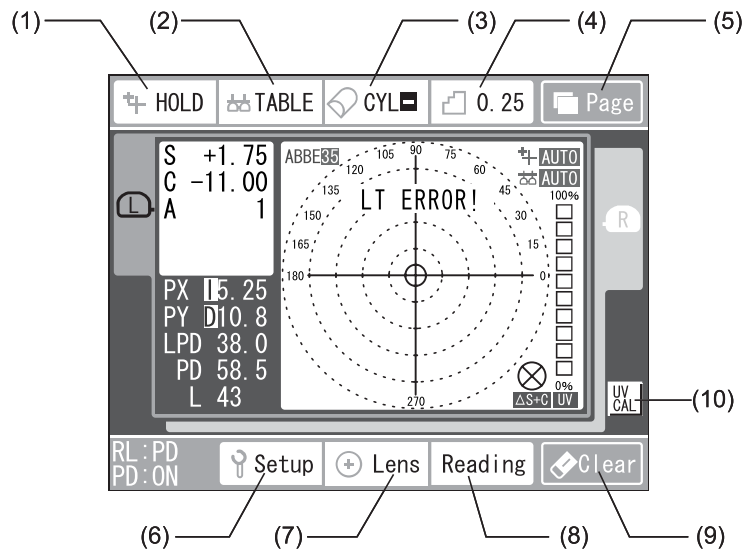 (1) (2) (3) (4) (5)
HOLD TABLE CYL 0.25 Page
S +1.75
C -11.00
A 1
L
PX I5.25
PY D10.8
LPD 38.0
PD 58.5
L 43
ABBE35
LT ERROR!
0
15
30
45
60
75
90
105
120
135
150
165
180
270
AUTO
AUTO
100%
0%
△S+C UV
R
UV
CAL
(10)
RL:PD
PD:ON
Setup Lens Reading Clear
(6) (7) (8) (9)